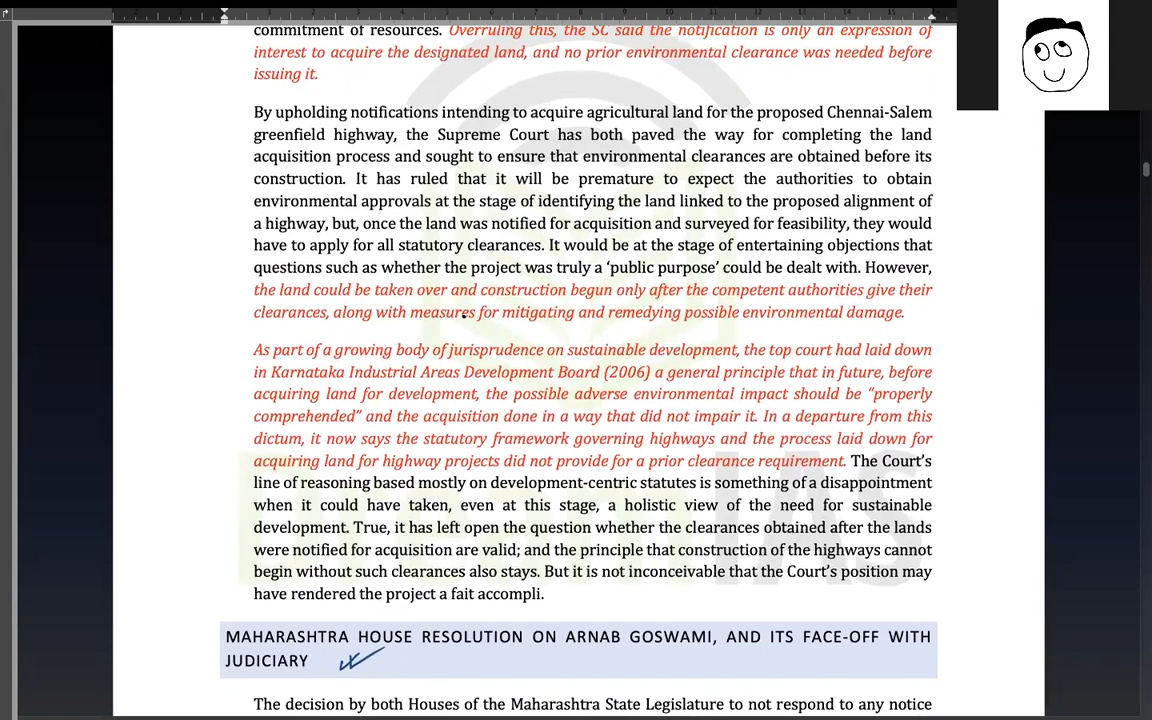 commitment of resources. Overruling this, the SC said the notification is only an expression of
interest to acquire the designated land, and no prior environmental clearance was needed before
issuing it.
By upholding notifications intending to acquire agricultural land for the proposed Chennai-Salem
greenfield highway, the Supreme Court has both paved the way for completing the land
acquisition process and sought to ensure that environmental clearances are obtained before its
construction. It has ruled that it will be premature to expect the authorities to obtain
environmental approvals at the stage of identifying the land linked to the proposed alignment of
a highway, but, once the land was notified for acquisition and surveyed for feasibility, they would
have to apply for all statutory clearances. It would be at the stage of entertaining objections that
questions such as whether the project was truly a ‘public purpose’ could be dealt with. However,
the land could be taken over and construction begun only after the competent authorities give their
clearances, along with measures for mitigating and remedying possible environmental damage.
As part of a growing body of jurisprudence on sustainable development, the top court had laid down
in Karnataka Industrial Areas Development Board (2006) a general principle that in future, before
acquiring land for development, the possible adverse environmental impact should be “properly
comprehended” and the acquisition done in a way that did not impair it. In a departure from this
dictum, it now says the statutory framework governing highways and the process laid down for
acquiring land for highway projects did not provide for a prior clearance requirement. The Court’s
line of reasoning based mostly on development-centric statutes is something of a disappointment
when it could have taken, even at this stage, a holistic view of the need for sustainable
development. True, it has left open the question whether the clearances obtained after the lands
were notified for acquisition are valid; and the principle that construction of the highways cannot
begin without such clearances also stays. But it is not inconceivable that the Court’s position may
have rendered the project a fait accompli.
MAHARASHTRA HOUSE RESOLUTION ON ARNAB GOSWAMI, AND ITS FACE-OFF WITH
JUDICIARY
The decision by both Houses of the Maharashtra State Legislature to not respond to any notice